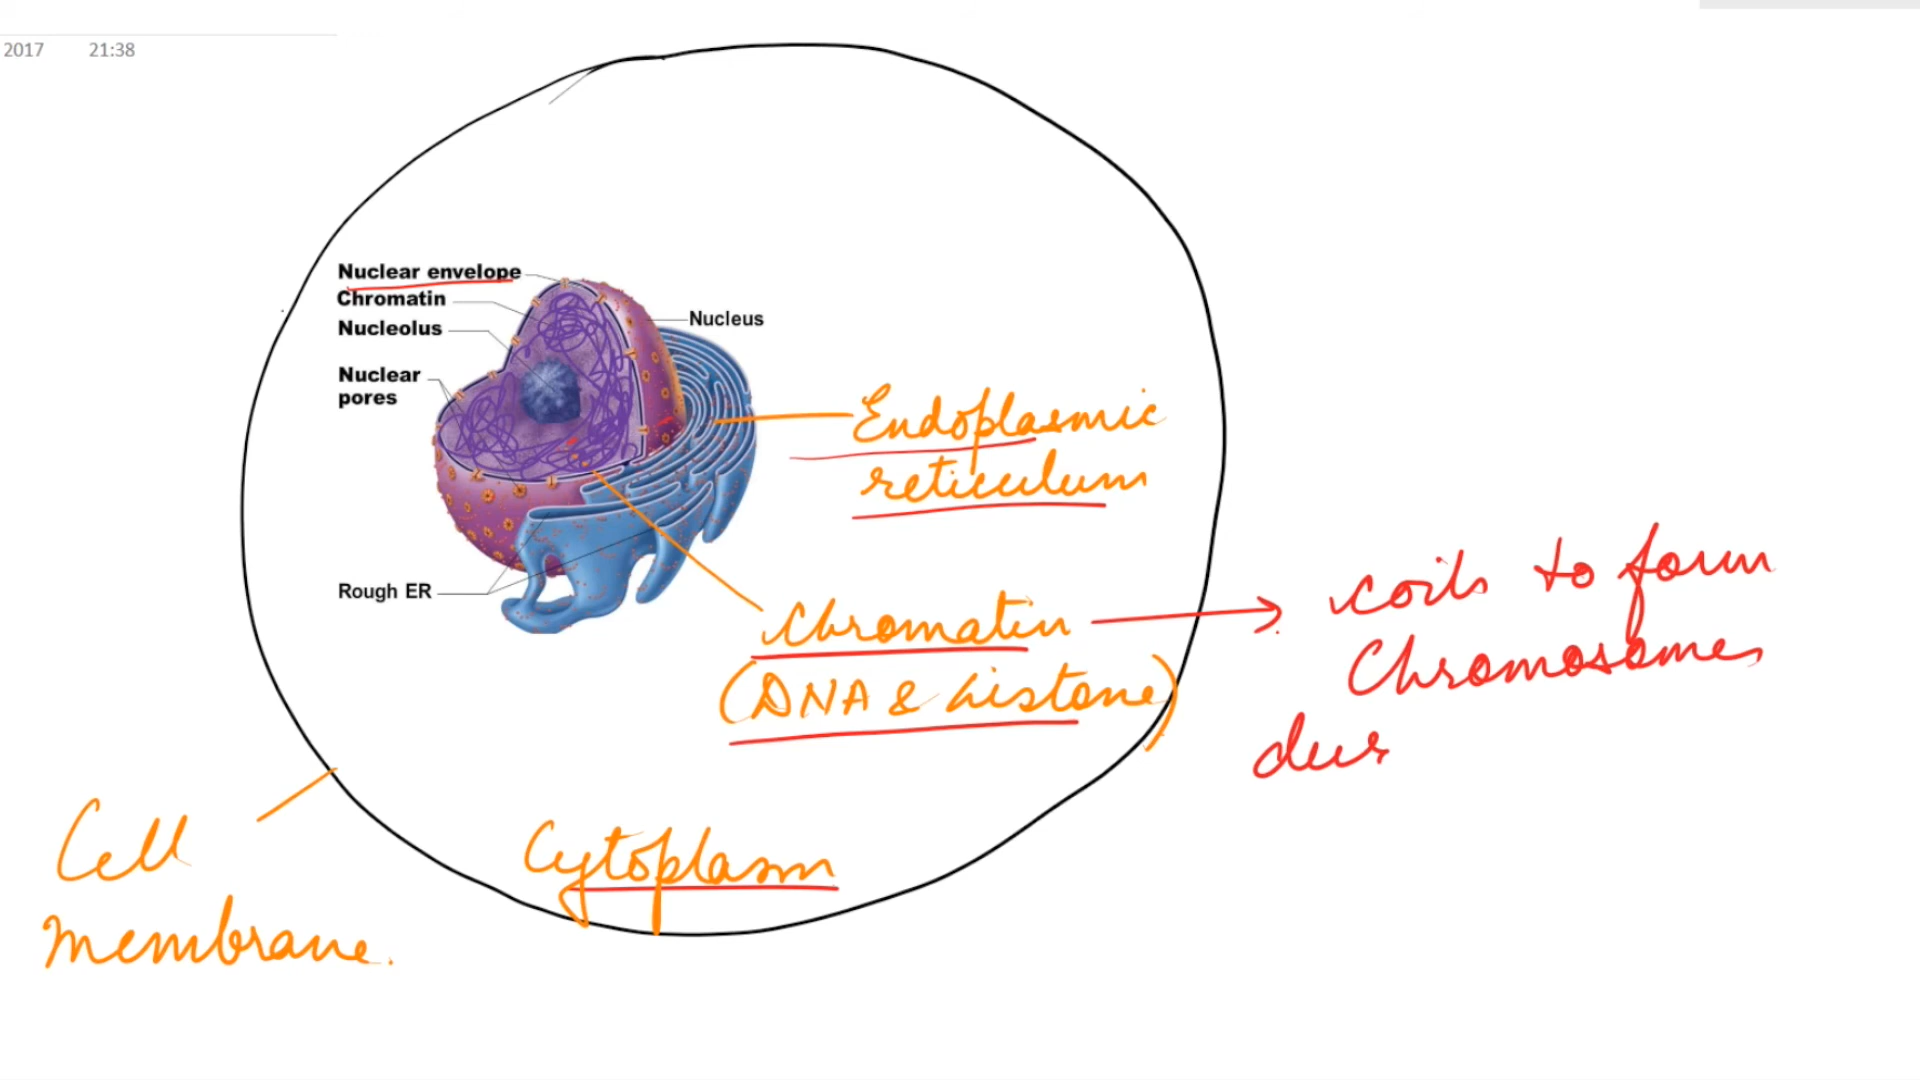 2017 21:38
Nuclear envelope
Chromatin
Nucleolus
Nuclear
pores
Nucleus
Rough ER
Endoplasmic
reticulum
Chromatin
(DNA & histone)
coils to form
Chromosomes
Cytoplasm
Cell
membrane.